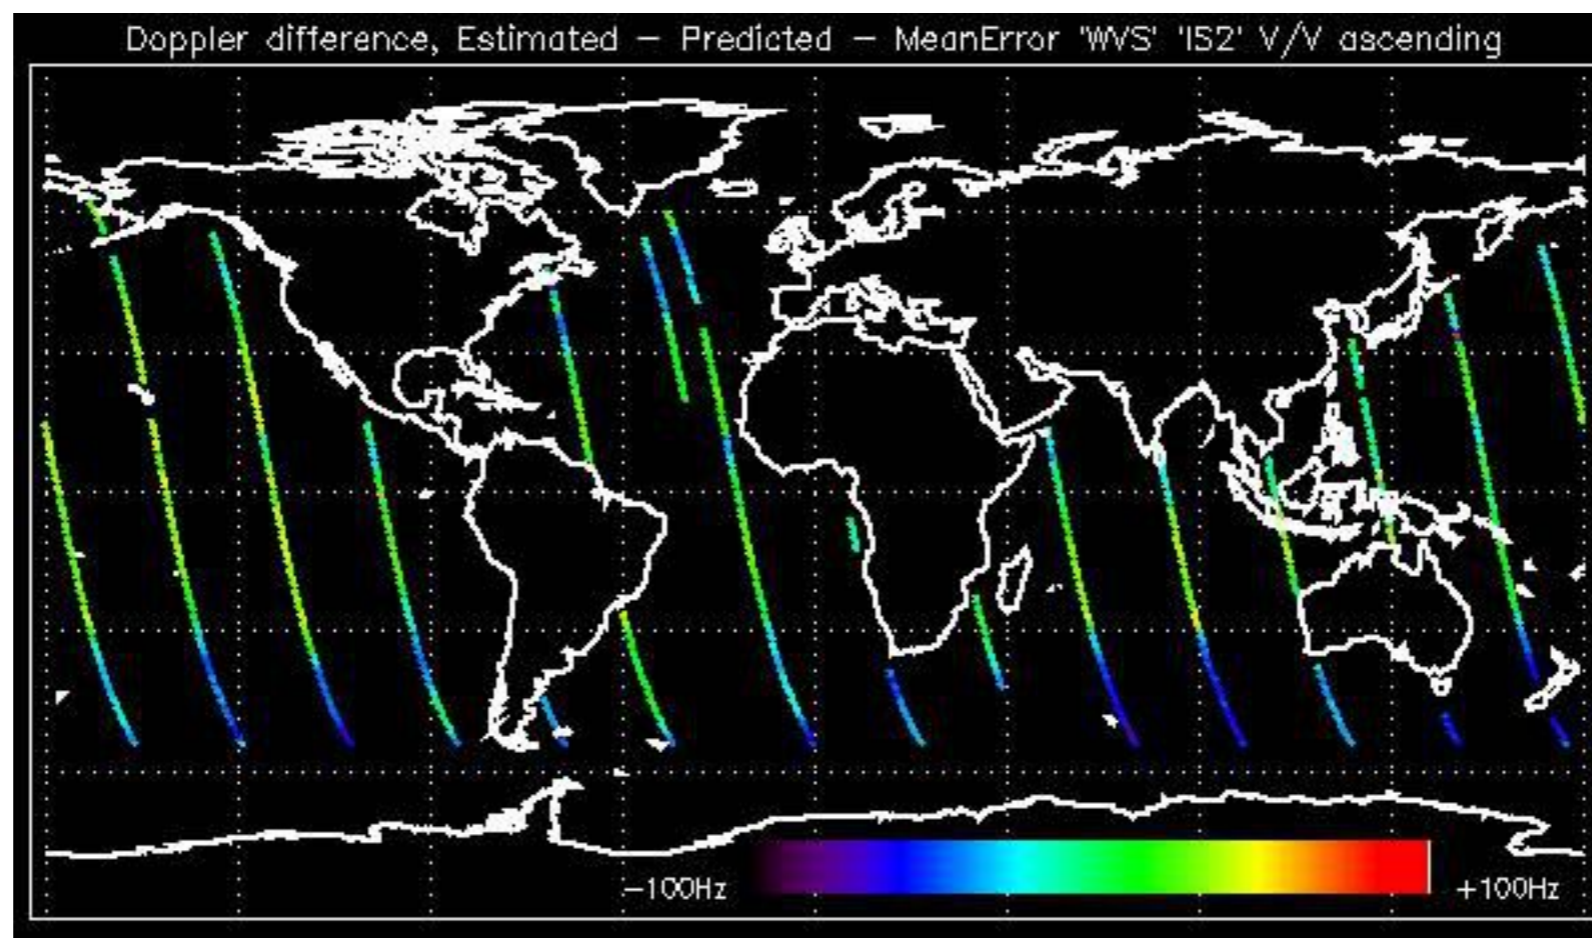 Doppler difference, Estimated – Predicted – MeanError 'WVS' 'IS2' V/V ascending
−100Hz +100Hz